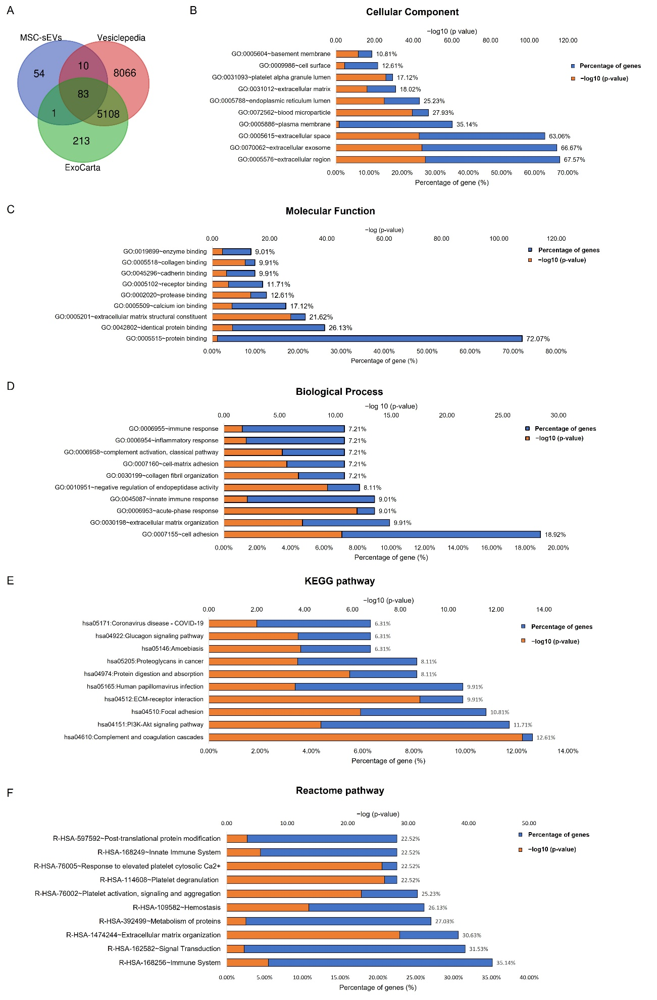 A
MSC-sEVs
Vesiclepedia
54
10
8066
83
1
5108
213
ExoCarta
B
Cellular Component
−log10 (p value)
0.00 20.00 40.00 60.00 80.00 100.00 120.00
GO:0005604~basement membrane 10.81%
GO:0009986~cell surface 12.61%
GO:0031093~platelet alpha granule lumen 17.12%
GO:0031012~extracellular matrix 18.02%
GO:0005788~endoplasmic reticulum lumen 25.23%
GO:0072562~blood microparticle 27.93%
GO:0005886~plasma membrane 35.14%
GO:0005615~extracellular space 63.06%
GO:0070062~extracellular exosome 66.67%
GO:0005576~extracellular region 67.57%
Percentage of genes
−log10 (p-value)
0.00% 10.00% 20.00% 30.00% 40.00% 50.00% 60.00% 70.00%
Percentage of gene (%)
C
Molecular Function
−log (p-value)
0.00 20.00 40.00 60.00 80.00 100.00 120.00
GO:0019899~enzyme binding 9.01%
GO:0005518~collagen binding 9.91%
GO:0045296~cadherin binding 9.91%
GO:0005102~receptor binding 11.71%
GO:0002020~protease binding 12.61%
GO:0005509~calcium ion binding 17.12%
GO:0005201~extracellular matrix structural constituent 21.62%
GO:0042802~identical protein binding 26.13%
GO:0005515~protein binding 72.07%
Percentage of genes
−log10 (p-value)
0.00% 10.00% 20.00% 30.00% 40.00% 50.00% 60.00% 70.00% 80.00%
Percentage of gene (%)
D
Biological Process
−log 10 (p-value)
0.00 5.00 10.00 15.00 20.00 25.00 30.00
GO:0006955~immune response 7.21%
GO:0006954~inflammatory response 7.21%
GO:0006958~complement activation, classical pathway 7.21%
GO:0007160~cell-matrix adhesion 7.21%
GO:0030199~collagen fibril organization 7.21%
GO:0010951~negative regulation of endopeptidase activity 8.11%
GO:0045087~innate immune response 9.01%
GO:0006953~acute-phase response 9.01%
GO:0030198~extracellular matrix organization 9.91%
GO:0007155~cell adhesion 18.92%
Percentage of genes
−log10 (p-value)
0.00% 2.00% 4.00% 6.00% 8.00% 10.00% 12.00% 14.00% 16.00% 18.00% 20.00%
Percentage of gene (%)
E
KEGG pathway
−log10 (p-value)
0.00 2.00 4.00 6.00 8.00 10.00 12.00 14.00
hsa05171:Coronavirus disease - COVID-19 6.31%
hsa04922:Glucagon signaling pathway 6.31%
hsa05146:Amoebiasis 6.31%
hsa05205:Proteoglycans in cancer 8.11%
hsa04974:Protein digestion and absorption 8.11%
hsa05165:Human papillomavirus infection 9.91%
hsa04512:ECM-receptor interaction 9.91%
hsa04510:Focal adhesion 10.81%
hsa04151:PI3K-Akt signaling pathway 11.71%
hsa04610:Complement and coagulation cascades 12.61%
Percentage of genes
−log10 (p-value)
0.00% 2.00% 4.00% 6.00% 8.00% 10.00% 12.00% 14.00%
Percentage of gene (%)
F
Reactome pathway
−log (p-value)
0.00 10.00 20.00 30.00 40.00 50.00
R-HSA-597592~Post-translational protein modification 22.52%
R-HSA-168249~Innate Immune System 22.52%
R-HSA-76005~Response to elevated platelet cytosolic Ca2+ 22.52%
R-HSA-114608~Platelet degranulation 22.52%
R-HSA-76002~Platelet activation, signaling and aggregation 25.23%
R-HSA-109582~Hemostasis 26.13%
R-HSA-392499~Metabolism of proteins 27.03%
R-HSA-1474244~Extracellular matrix organization 30.63%
R-HSA-162582~Signal Transduction 31.53%
R-HSA-168256~Immune System 35.14%
Percentage of genes
−log10 (p-value)
0.00% 5.00% 10.00% 15.00% 20.00% 25.00% 30.00% 35.00% 40.00%
Percentage of genes (%)